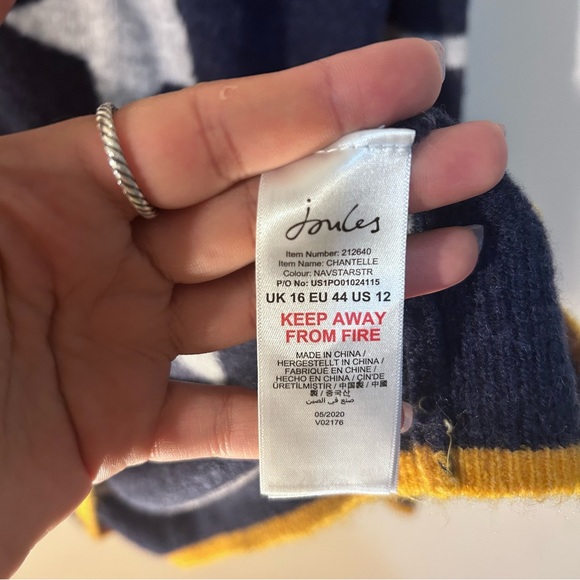 Joules
Item Number: 212640
Item Name: CHANTELLE
Colour: NAVSTARSTR
P/O No: US1PO01024115
UK 16 EU 44 US 12
KEEP AWAY
FROM FIRE
MADE IN CHINA /
HERGESTELLT IN CHINA /
FABRIQUÉ EN CHINE /
HECHO EN CHINA / ÇIN'DE
ÜRETILMISTIR / 中国製 / 中國
製 / 중국산
صنع في الصين
05/2020
V02176